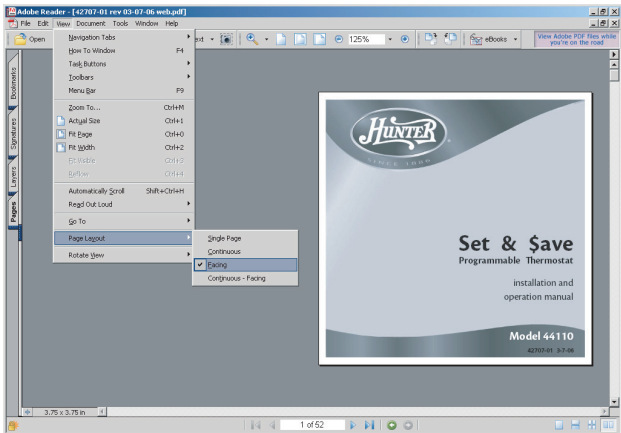 Adobe Reader - [42707-01 rev 03-07-06 web.pdf]
File Edit View Document Tools Window Help
Open
ext
125%
eBooks
View Adobe PDF files while
you're on the road
Navigation Tabs
How To Window F4
Task Buttons
Toolbars
Menu Bar F9
Zoom To... Ctrl+M
Actual Size Ctrl+1
Fit Page Ctrl+0
Fit Width Ctrl+2
Fit Visible Ctrl+3
Reflow Ctrl+4
Automatically Scroll Shift+Ctrl+H
Read Out Loud
Go To
Page Layout
Rotate View
Single Page
Continuous
Facing
Continuous - Facing
Bookmarks
Signatures
Layers
Pages
HUNTER
SINCE 1886
Set & $ave
Programmable Thermostat
installation and
operation manual
Model 44110
42707-01 3-7-06
3.75 x 3.75 in
1 of 52